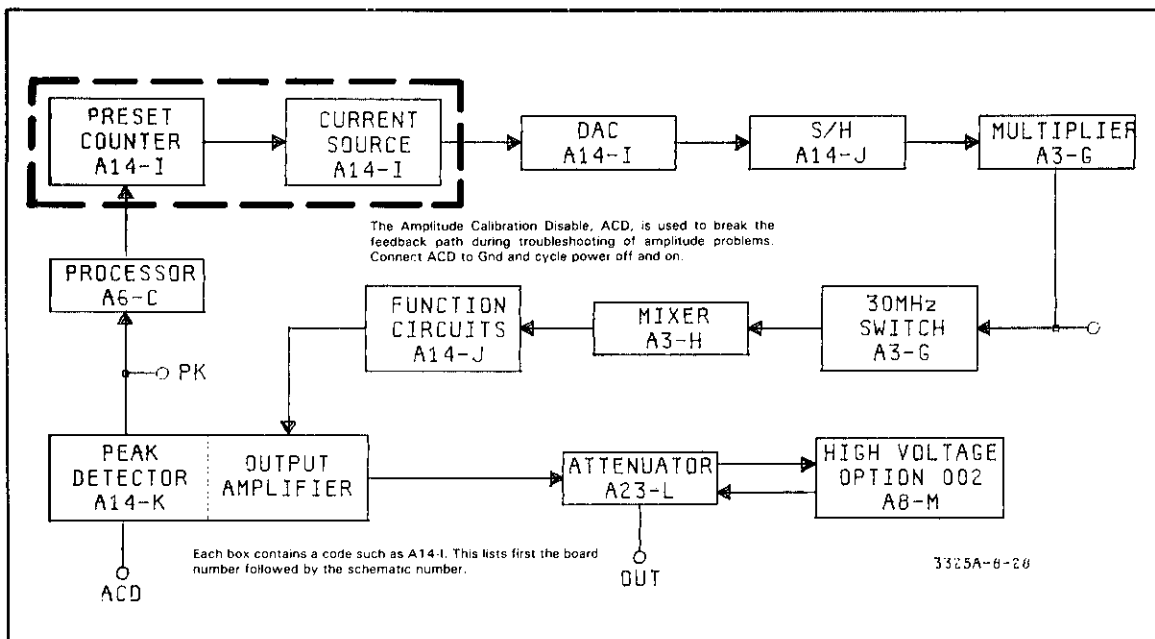 PRESET
COUNTER
A14-I
CURRENT
SOURCE
A14-I
DAC
A14-I
S/H
A14-J
MULTIPLIER
A3-G
The Amplitude Calibration Disable, ACD, is used to break the
feedback path during troubleshooting of amplitude problems.
Connect ACD to Gnd and cycle power off and on.
PROCESSOR
A6-C
FUNCTION
CIRCUITS
A14-J
MIXER
A3-H
30MHz
SWITCH
A3-G
PK
PEAK
DETECTOR
A14-K
OUTPUT
AMPLIFIER
ATTENUATOR
A23-L
HIGH VOLTAGE
OPTION 002
A8-M
Each box contains a code such as A14-I. This lists first the board
number followed by the schematic number.
ACD
OUT
3325A-8-28